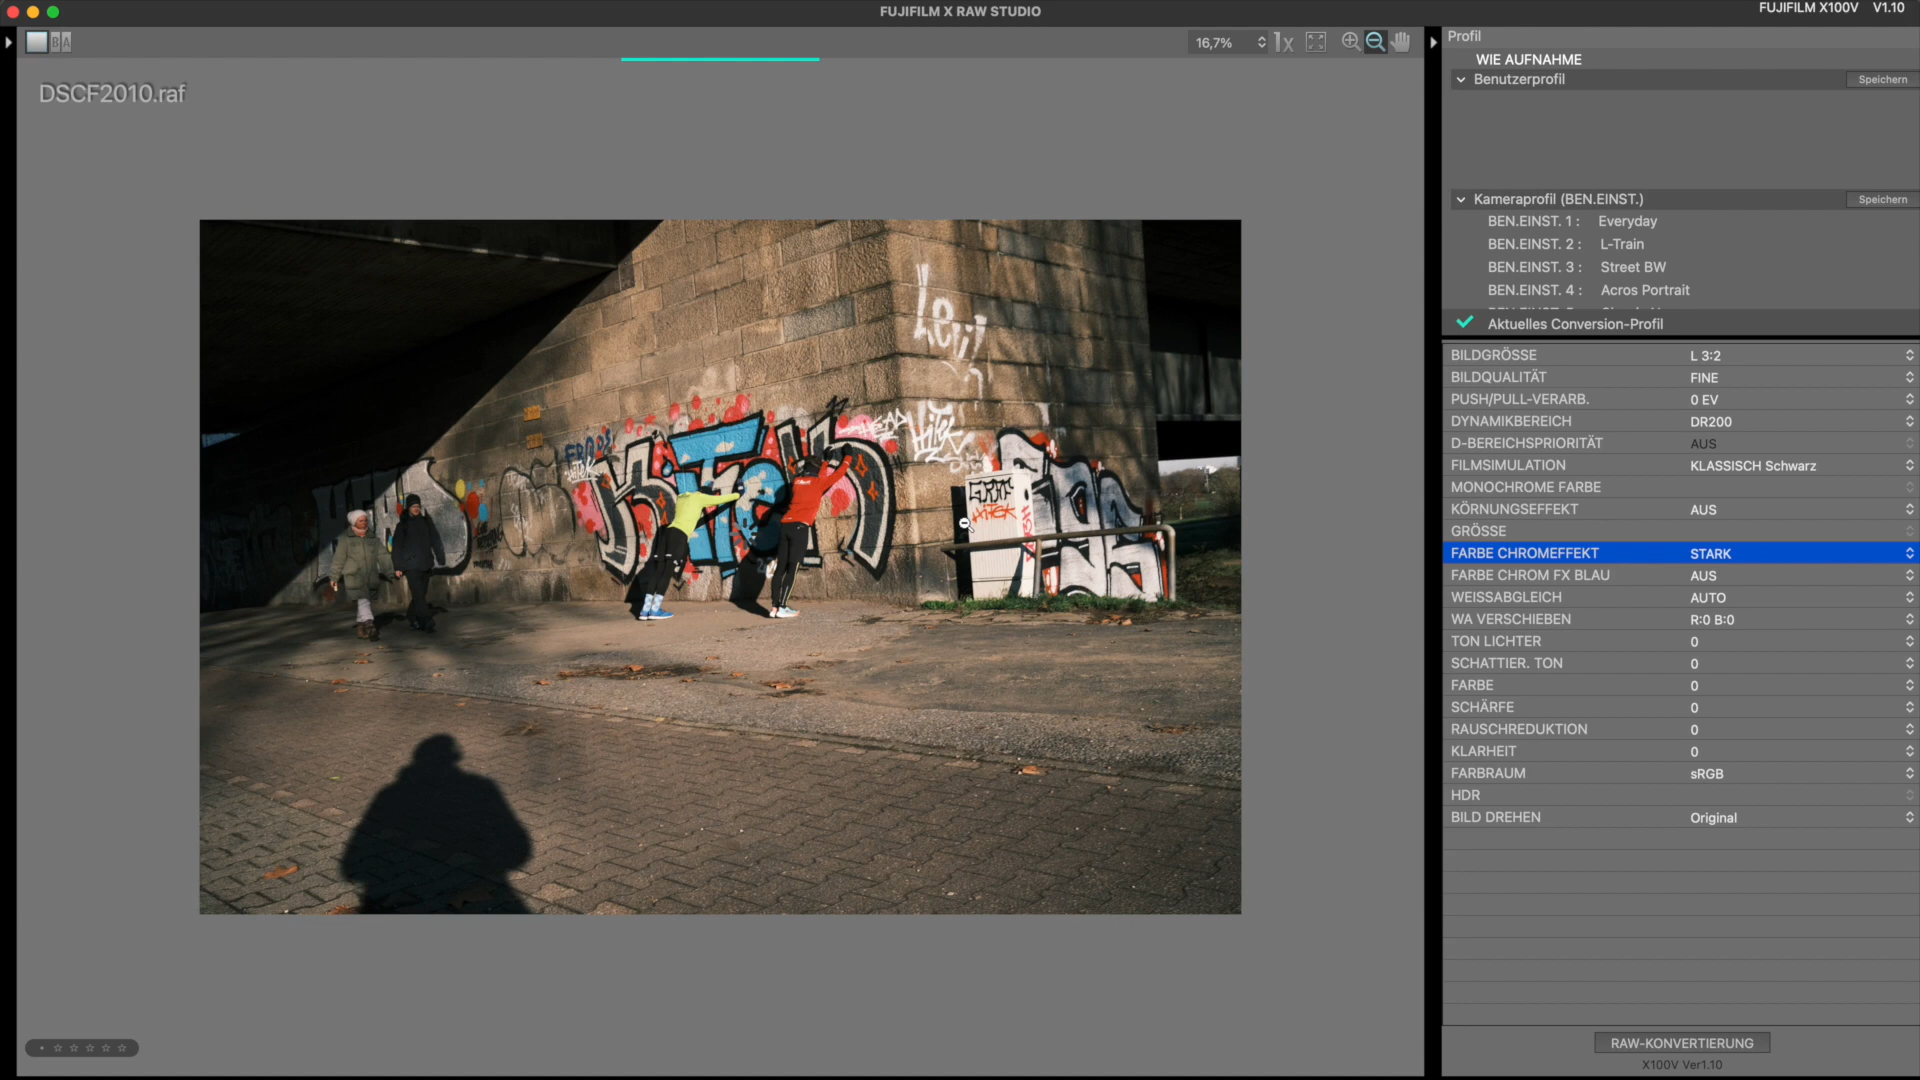 FUJIFILM X RAW STUDIO
FUJIFILM X100V V1.10
16,7%
1x
B A
DSCF2010.raf
Profil
WIE AUFNAHME
Benutzerprofil
Speichern
Kameraprofil (BEN.EINST.)
Speichern
BEN.EINST. 1 : Everyday
BEN.EINST. 2 : L-Train
BEN.EINST. 3 : Street BW
BEN.EINST. 4 : Acros Portrait
Aktuelles Conversion-Profil
BILDGRÖSSE L 3:2
BILDQUALITÄT FINE
PUSH/PULL-VERARB. 0 EV
DYNAMIKBEREICH DR200
D-BEREICHSPRIORITÄT AUS
FILMSIMULATION KLASSISCH Schwarz
MONOCHROME FARBE
KÖRNUNGSEFFEKT AUS
GRÖSSE
FARBE CHROMEFFEKT STARK
FARBE CHROM FX BLAU AUS
WEISSABGLEICH AUTO
WA VERSCHIEBEN R:0 B:0
TON LICHTER 0
SCHATTIER. TON 0
FARBE 0
SCHÄRFE 0
RAUSCHREDUKTION 0
KLARHEIT 0
FARBRAUM sRGB
HDR
BILD DREHEN Original
HiTEK
RAW-KONVERTIERUNG
X100V Ver1.10